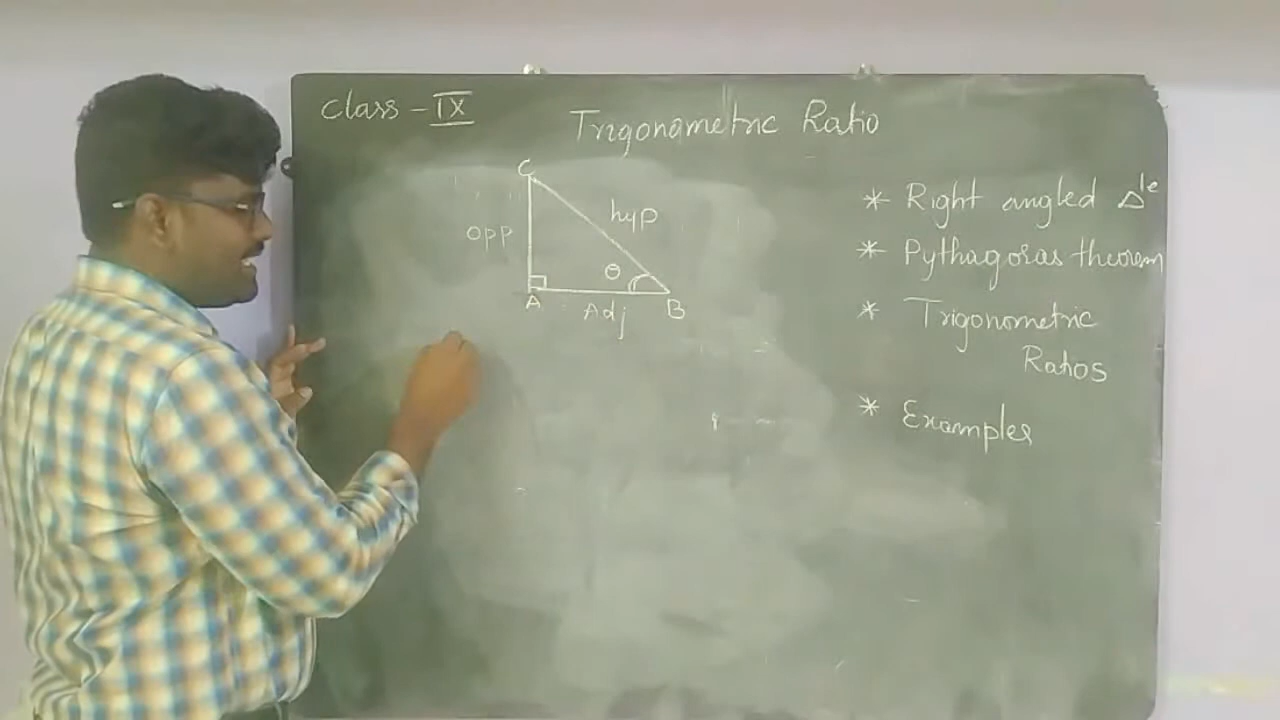 Class - IX
Trigonometric Ratio
C
opp
hyp
θ
A
Adj
B
* Right angled Δle
* Pythagoras theorem
* Trigonometric
Ratios
* Examples